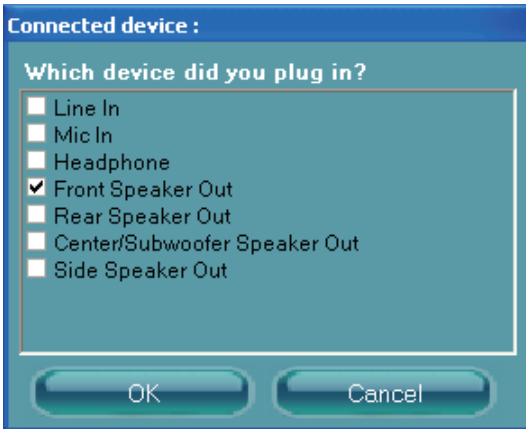 Connected device :
Which device did you plug in?
Line In
Mic In
Headphone
Front Speaker Out
Rear Speaker Out
Center/Subwoofer Speaker Out
Side Speaker Out
OK Cancel